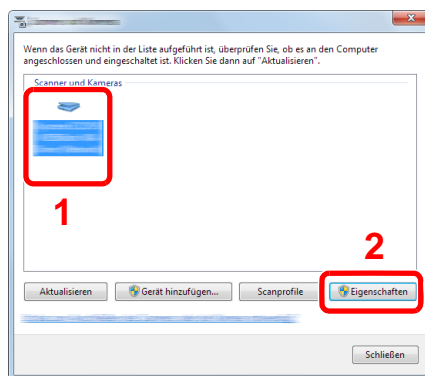 Wenn das Gerät nicht in der Liste aufgeführt ist, überprüfen Sie, ob es an den Computer
angeschlossen und eingeschaltet ist. Klicken Sie dann auf "Aktualisieren".
Scanner und Kameras
1
2
Aktualisieren
Gerät hinzufügen...
Scanprofile
Eigenschaften
Schließen